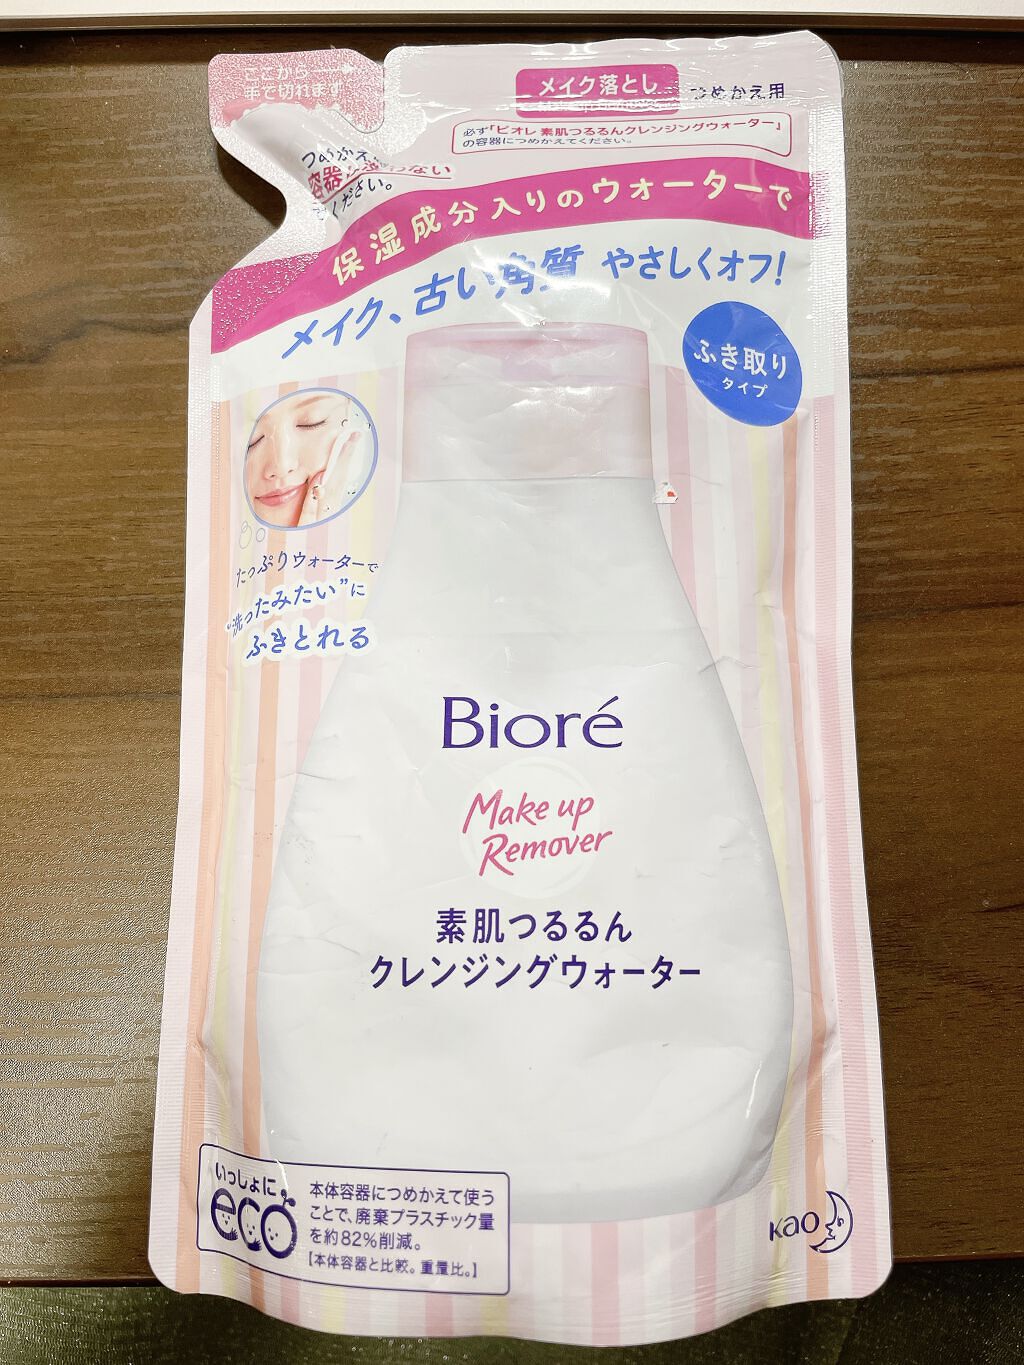 ここから
手で切れます
メイク落とし
つめかえ用
必ず「ビオレ 素肌つるるんクレンジングウォーター」
の容器につめかえてください。
つめかえ
容器
ください。
保湿成分入りのウォーターで
メイク、古い角質 やさしくオフ!
ふき取り
タイプ
たっぷりウォーターで
“洗ったみたい”に
ふきとれる
Bioré
Make up
Remover
素肌つるるん
クレンジングウォーター
いっしょに
eco
本体容器につめかえて使う
ことで、廃棄プラスチック量
を約82%削減。
【本体容器と比較。重量比。】
Kao